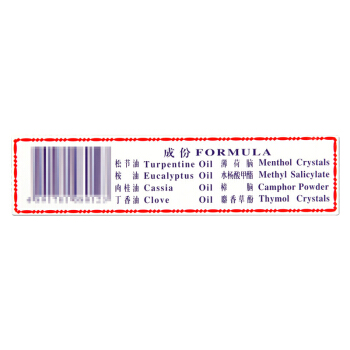 成份 FORMULA
松节油 Turpentine Oil 薄荷脑 Menthol Crystals
桉油 Eucalyptus Oil 水杨酸甲酯 Methyl Salicylate
肉桂油 Cassia Oil 樟脑 Camphor Powder
丁香油 Clove Oil 麝香草酚 Thymol Crystals